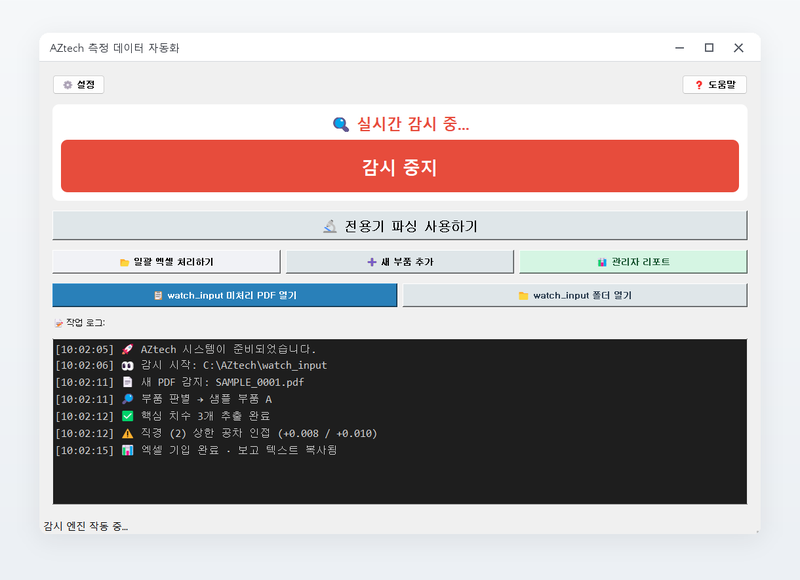 AZtech 측정 데이터 자동화
⚙ 설정
❓ 도움말
🔍 실시간 감시 중...
감시 중지
🔬 전용기 파싱 사용하기
📁 일괄 엑셀 처리하기
➕ 새 부품 추가
📊 관리자 리포트
📋 watch_input 미처리 PDF 열기
📁 watch_input 폴더 열기
📝 작업 로그:
[10:02:05] 🚀 AZtech 시스템이 준비되었습니다.
[10:02:06] 👀 감시 시작: C:\AZtech\watch_input
[10:02:11] 📄 새 PDF 감지: SAMPLE_0001.pdf
[10:02:11] 🔎 부품 판별 → 샘플 부품 A
[10:02:12] ✅ 핵심 치수 3개 추출 완료
[10:02:12] ⚠ 직경 (2) 상한 공차 인접 (+0.008 / +0.010)
[10:02:15] 📊 엑셀 기입 완료 · 보고 텍스트 복사됨
감시 엔진 작동 중...